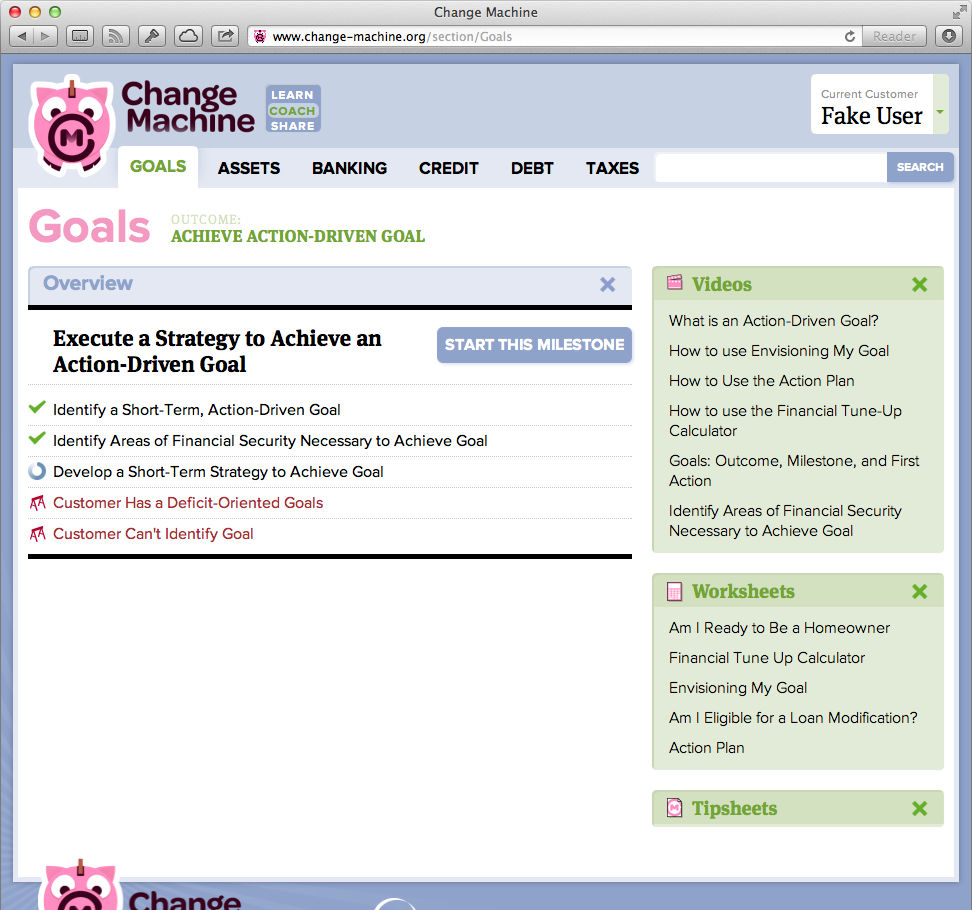 Change Machine
www.change-machine.org/section/Goals
Reader
Change
Machine
LEARN
COACH
SHARE
Current Customer
Fake User
GOALS ASSETS BANKING CREDIT DEBT TAXES SEARCH
Goals
OUTCOME:
ACHIEVE ACTION-DRIVEN GOAL
Overview
Execute a Strategy to Achieve an
Action-Driven Goal
START THIS MILESTONE
Identify a Short-Term, Action-Driven Goal
Identify Areas of Financial Security Necessary to Achieve Goal
Develop a Short-Term Strategy to Achieve Goal
Customer Has a Deficit-Oriented Goals
Customer Can't Identify Goal
Videos
What is an Action-Driven Goal?
How to use Envisioning My Goal
How to Use the Action Plan
How to use the Financial Tune-Up
Calculator
Goals: Outcome, Milestone, and First
Action
Identify Areas of Financial Security
Necessary to Achieve Goal
Worksheets
Am I Ready to Be a Homeowner
Financial Tune Up Calculator
Envisioning My Goal
Am I Eligible for a Loan Modification?
Action Plan
Tipsheets
Change